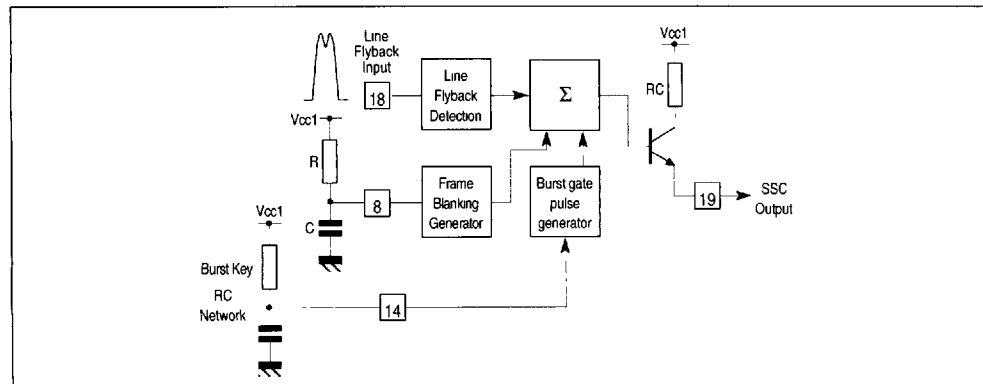 Line
Flyback
Input
18
Line
Flyback
Detection
Σ
Vcc1
RC
Vcc1
R
C
8
Frame
Blanking
Generator
Burst gate
pulse
generator
19
SSC
Output
Vcc1
Burst Key
RC
Network
14